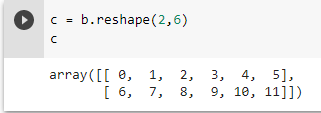 c = b.reshape(2,6)
c
array([[ 0,  1,  2,  3,  4,  5],
       [ 6,  7,  8,  9, 10, 11]])